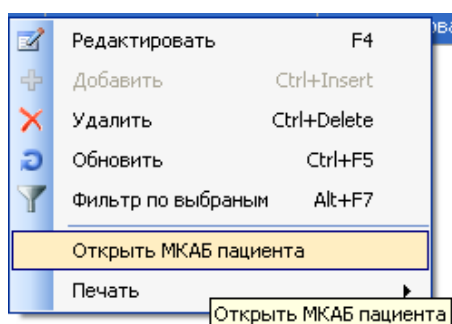 ова
Редактировать F4
Добавить Ctrl+Insert
Удалить Ctrl+Delete
Обновить Ctrl+F5
Фильтр по выбраным Alt+F7
Открыть МКАБ пациента
Печать
Открыть МКАБ пациента